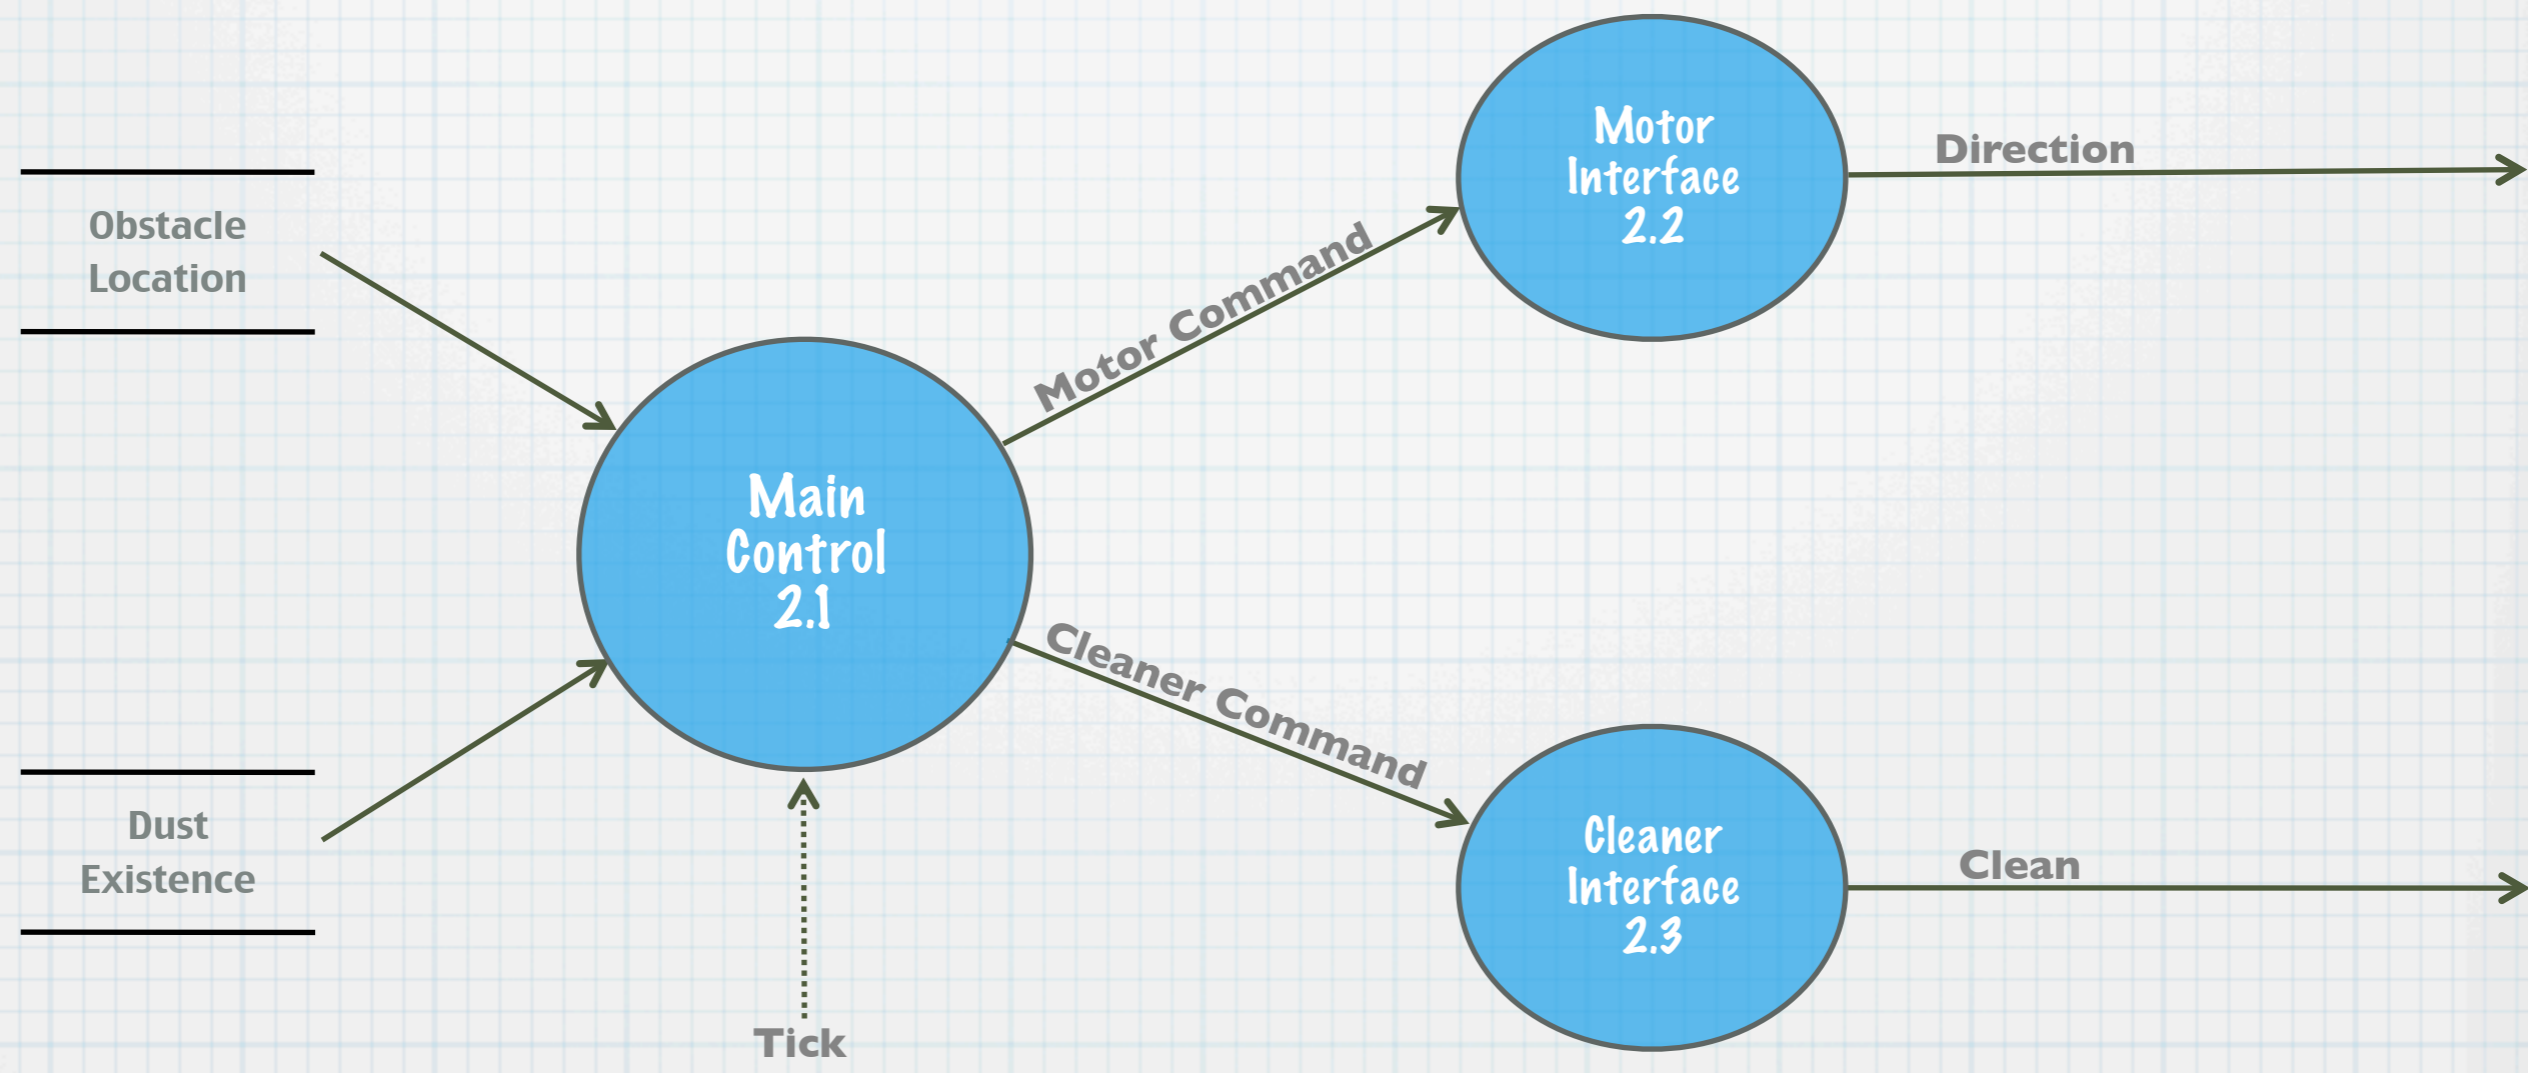 Obstacle
Location
Dust
Existence
Main
Control
2.1
Tick
Motor Command
Cleaner Command
Motor
Interface
2.2
Cleaner
Interface
2.3
Direction
Clean